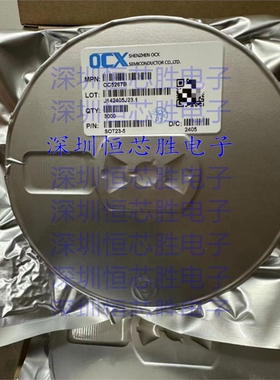 OCX
SHENZHEN OCX
SEMICONDUCTOR CO.,LTD.
MPN:
OC5267B
LOT:
J142405J23.1
QTY:
3000
P/N:
SOT23-5
D/C:
2405
深圳恒芯胜电子
深圳恒芯胜电子
深圳恒芯胜电子
深圳恒芯胜电子
深圳恒芯胜电子